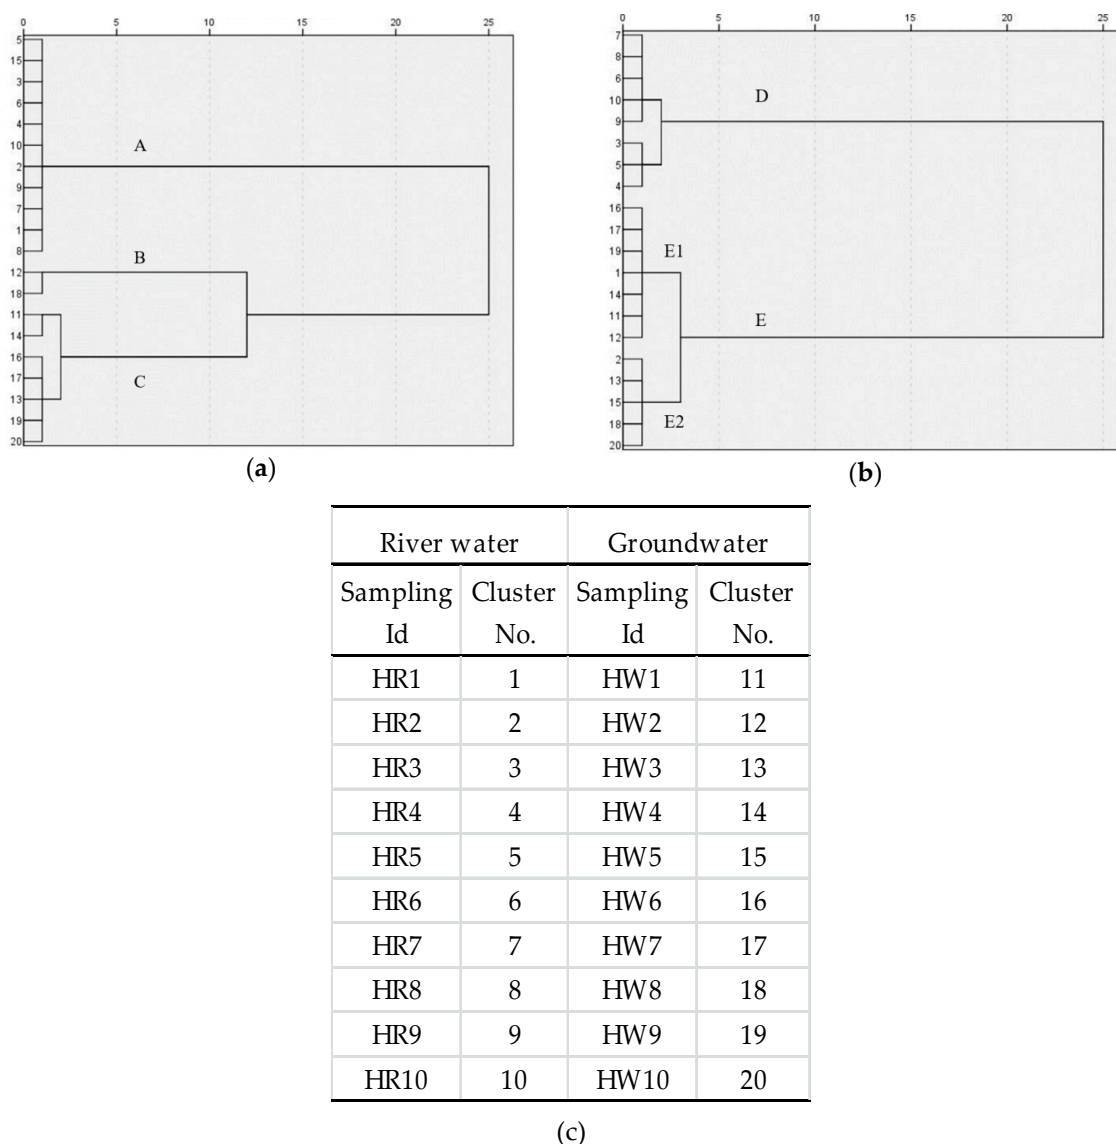 0 5 10 15 20 25
5
15
3
6
4
10
A
2
9
7
1
8
B
12
18
11
14
16
17
C
13
19
20
(a)
0 5 10 15 20 25
7
8
6
10
D
9
3
5
4
16
17
19
E1
1
14
11
E
12
2
13
15
E2
18
20
(b)
River water Groundwater
Sampling Cluster Sampling Cluster
Id No. Id No.
HR1 1 HW1 11
HR2 2 HW2 12
HR3 3 HW3 13
HR4 4 HW4 14
HR5 5 HW5 15
HR6 6 HW6 16
HR7 7 HW7 17
HR8 8 HW8 18
HR9 9 HW9 19
HR10 10 HW10 20
(c)